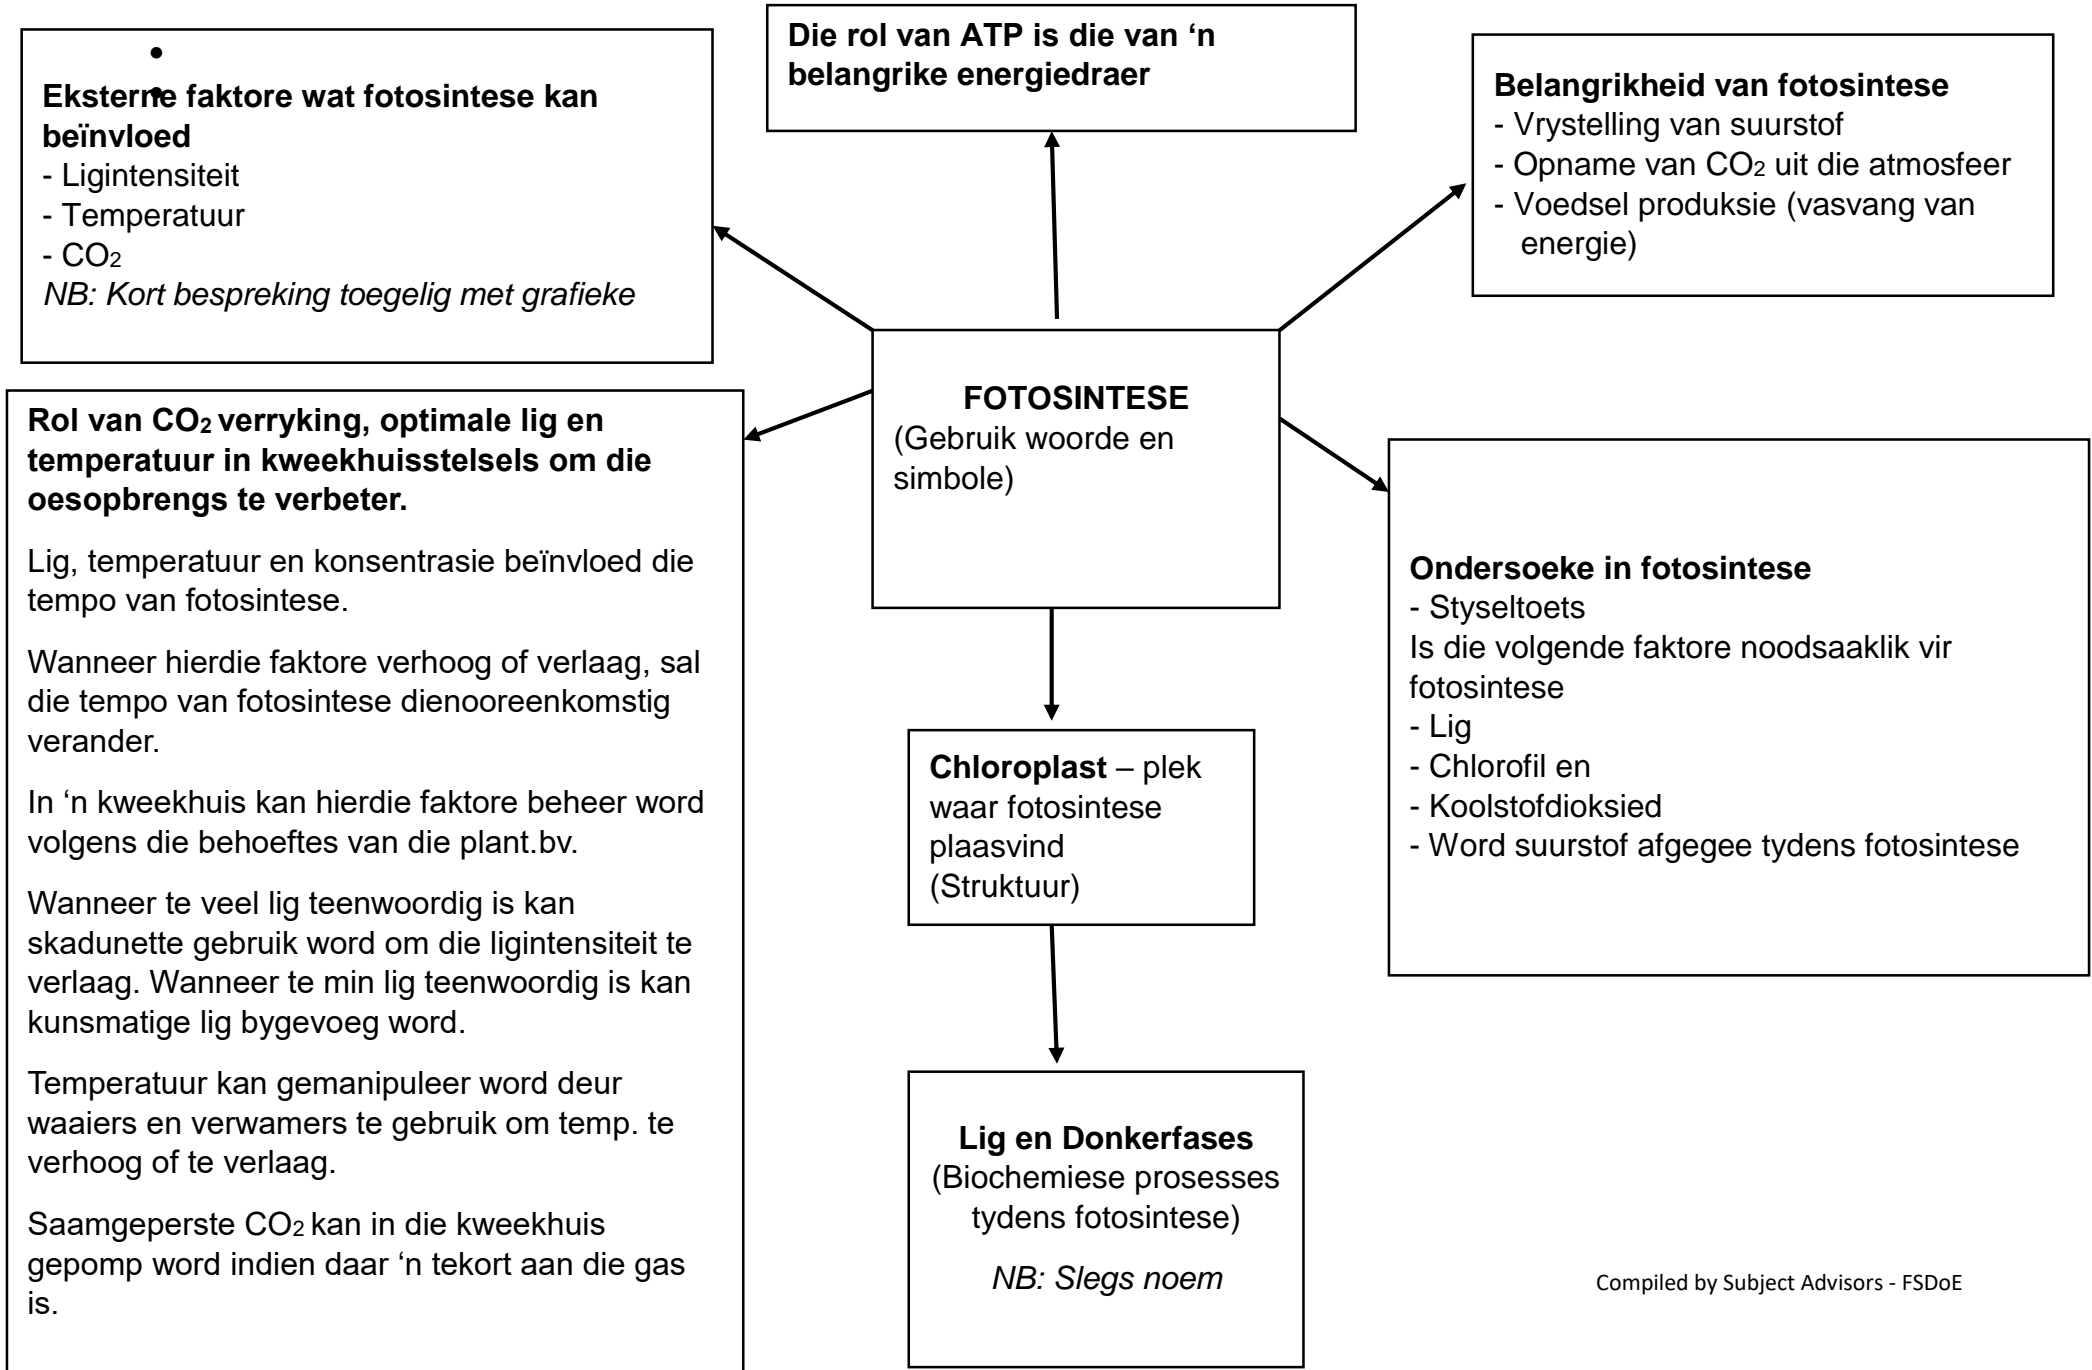 Eksterne faktore wat fotosintese kan
beïnvloed
- Ligintensiteit
- Temperatuur
- CO₂
NB: Kort bespreking toegelig met grafieke
Die rol van ATP is die van ‘n
belangrike energiedraer
Belangrikheid van fotosintese
- Vrystelling van suurstof
- Opname van CO₂ uit die atmosfeer
- Voedsel produksie (vasvang van
energie)
FOTOSINTESE
(Gebruik woorde en
simbole)
Rol van CO₂ verryking, optimale lig en
temperatuur in kweekhuisstelsels om die
oesopbrengs te verbeter.
Lig, temperatuur en konsentrasie beïnvloed die
tempo van fotosintese.
Wanneer hierdie faktore verhoog of verlaag, sal
die tempo van fotosintese dienooreenkomstig
verander.
In ‘n kweekhuis kan hierdie faktore beheer word
volgens die behoeftes van die plant.bv.
Wanneer te veel lig teenwoordig is kan
skadunette gebruik word om die ligintensiteit te
verlaag. Wanneer te min lig teenwoordig is kan
kunsmatige lig bygevoeg word.
Temperatuur kan gemanipuleer word deur
waaiers en verwamers te gebruik om temp. te
verhoog of te verlaag.
Saamgeperste CO₂ kan in die kweekhuis
gepomp word indien daar ‘n tekort aan die gas
is.
Chloroplast – plek
waar fotosintese
plaasvind
(Struktuur)
Lig en Donkerfases
(Biochemiese prosesses
tydens fotosintese)
NB: Slegs noem
Ondersoeke in fotosintese
- Styseltoets
Is die volgende faktore noodsaaklik vir
fotosintese
- Lig
- Chlorofil en
- Koolstofdioksied
- Word suurstof afgegee tydens fotosintese
Compiled by Subject Advisors - FSDoE